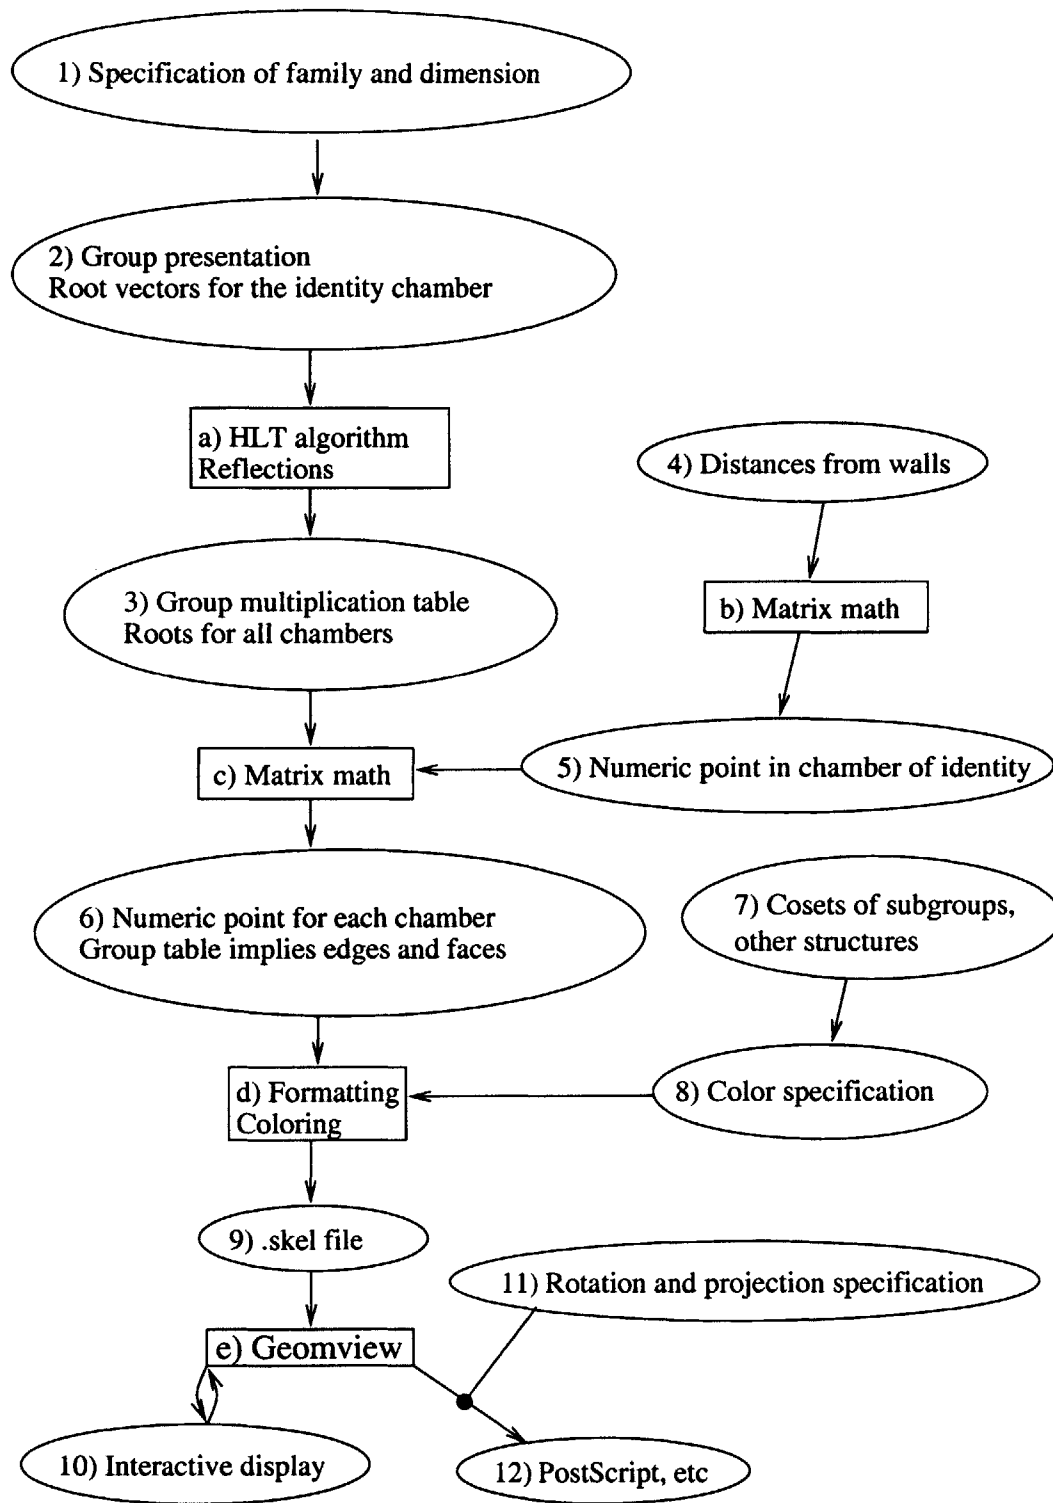 1) Specification of family and dimension
2) Group presentation
Root vectors for the identity chamber
a) HLT algorithm
Reflections
4) Distances from walls
3) Group multiplication table
Roots for all chambers
b) Matrix math
c) Matrix math
5) Numeric point in chamber of identity
6) Numeric point for each chamber
Group table implies edges and faces
7) Cosets of subgroups,
other structures
d) Formatting
Coloring
8) Color specification
9) .skel file
11) Rotation and projection specification
e) Geomview
10) Interactive display
12) PostScript, etc